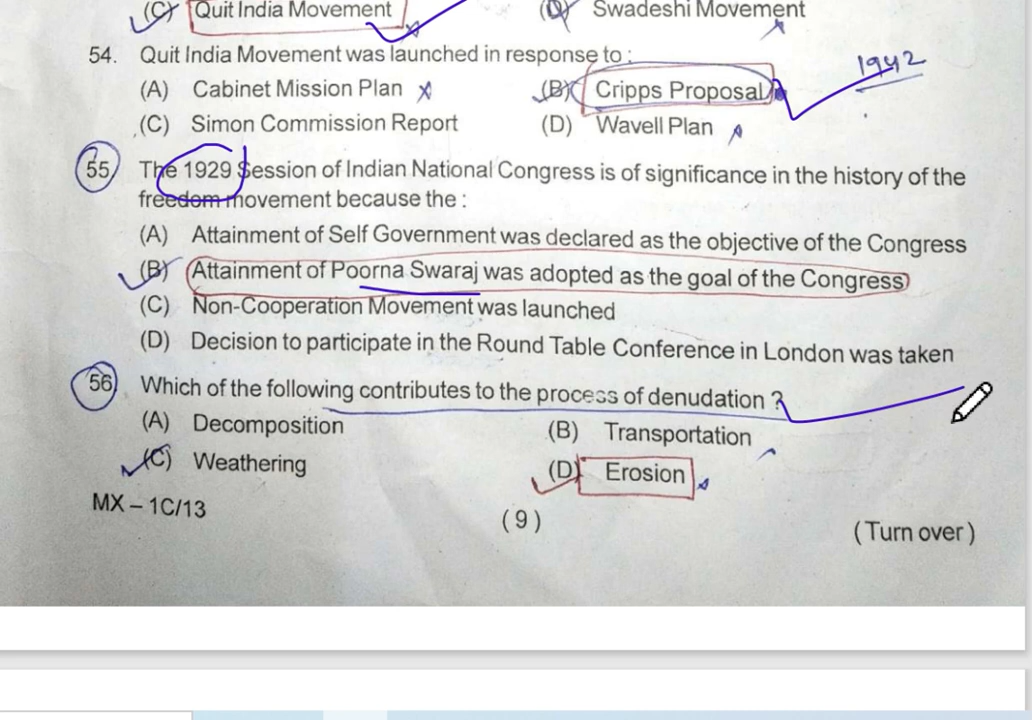 (C) Quit India Movement (D) Swadeshi Movement
54. Quit India Movement was launched in response to :
1942
(A) Cabinet Mission Plan (B) Cripps Proposal
(C) Simon Commission Report (D) Wavell Plan
55 The 1929 Session of Indian National Congress is of significance in the history of the
freedom movement because the :
(A) Attainment of Self Government was declared as the objective of the Congress
(B) Attainment of Poorna Swaraj was adopted as the goal of the Congress
(C) Non-Cooperation Movement was launched
(D) Decision to participate in the Round Table Conference in London was taken
56 Which of the following contributes to the process of denudation ?
(A) Decomposition (B) Transportation
(C) Weathering (D) Erosion
MX – 1C/13 ( 9 ) ( Turn over )